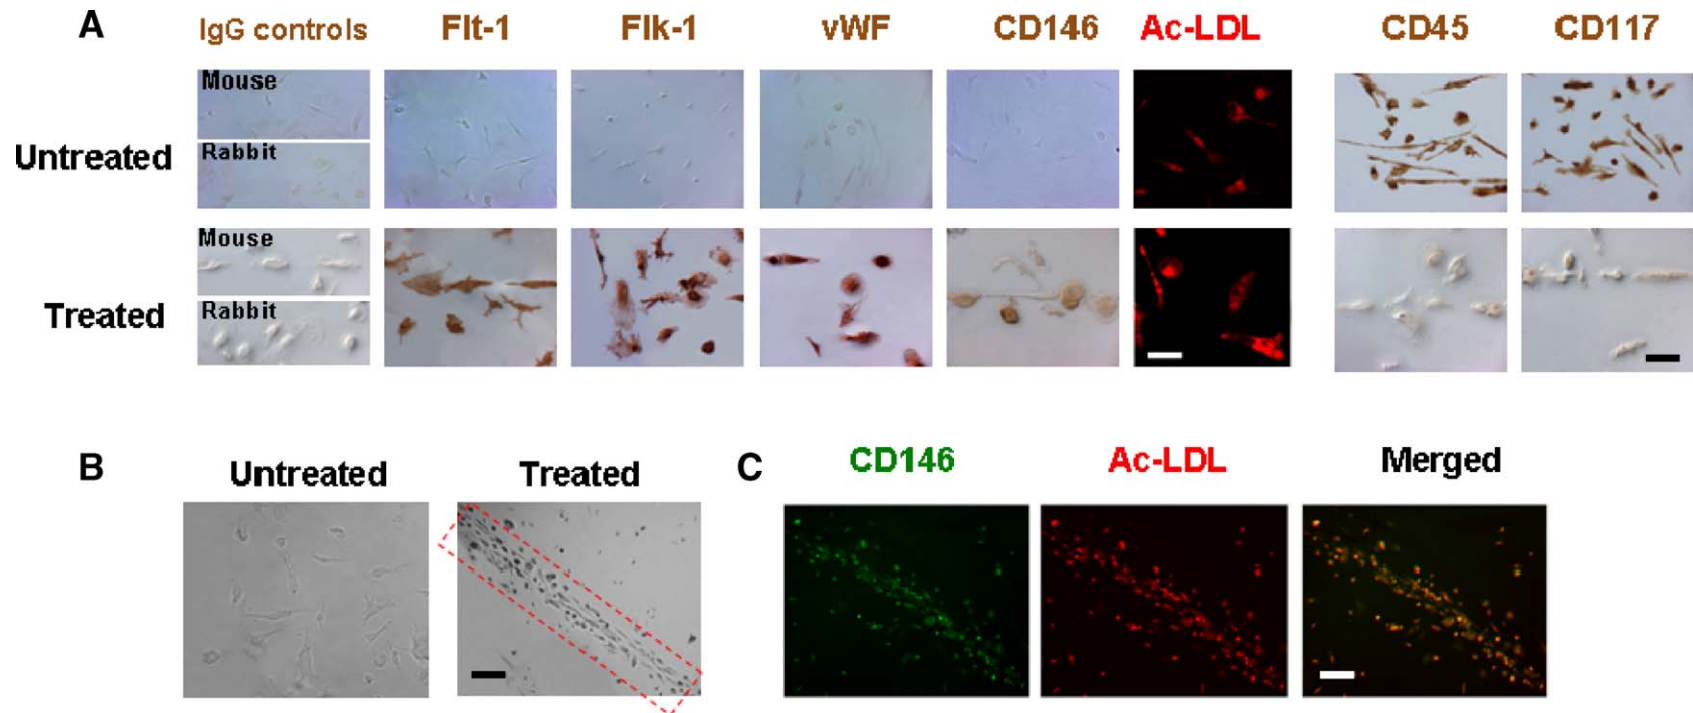 A
IgG controls Flt-1 Flk-1 vWF CD146 Ac-LDL CD45 CD117
Mouse
Untreated
Rabbit
Mouse
Treated
Rabbit
B
Untreated Treated
C
CD146 Ac-LDL Merged